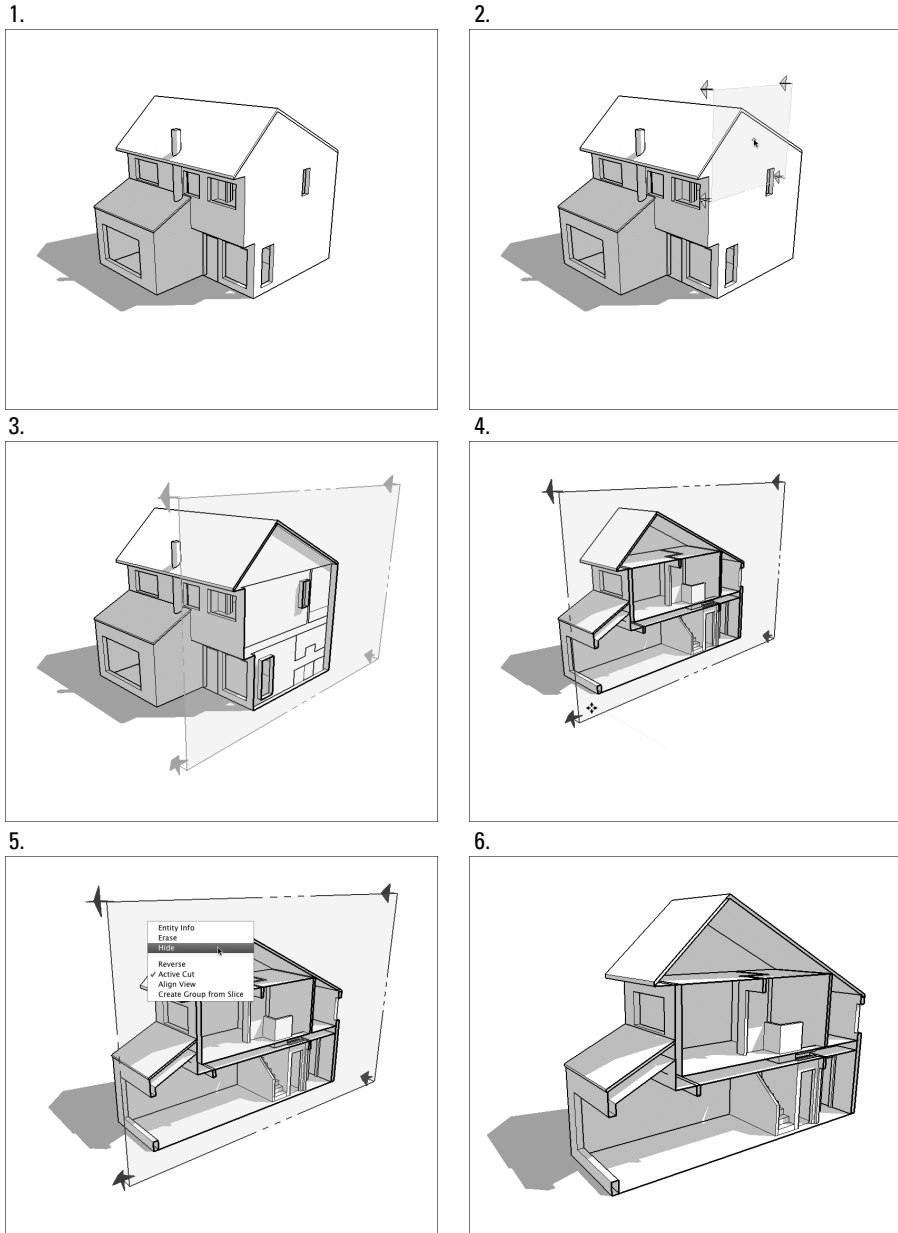 1.
2.
3.
4.
5.
Entity Info
Erase
Hide
Reverse
✓ Active Cut
Align View
Create Group from Slice
6.